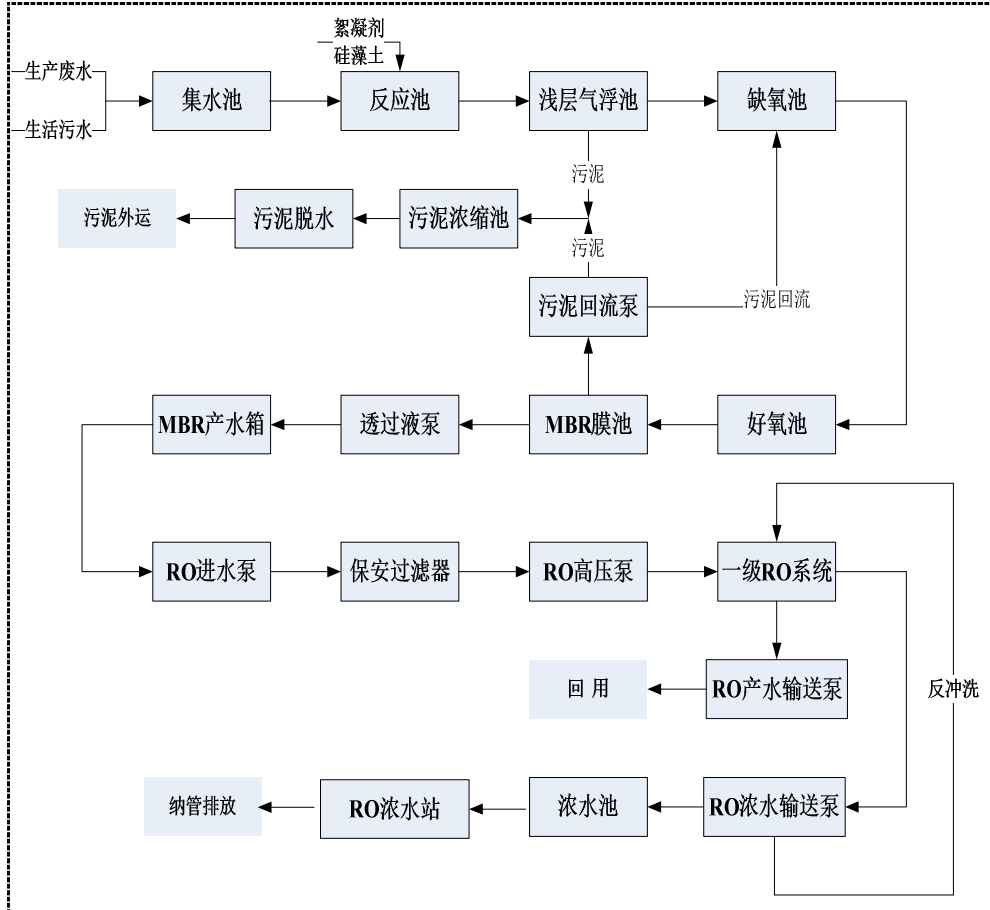 絮凝剂
硅藻土
生产废水
生活污水
集水池
反应池
浅层气浮池
缺氧池
污泥
污泥外运
污泥脱水
污泥浓缩池
污泥
污泥回流泵
污泥回流
MBR产水箱
透过液泵
MBR膜池
好氧池
RO进水泵
保安过滤器
RO高压泵
一级RO系统
回 用
RO产水输送泵
反冲洗
纳管排放
RO浓水站
浓水池
RO浓水输送泵